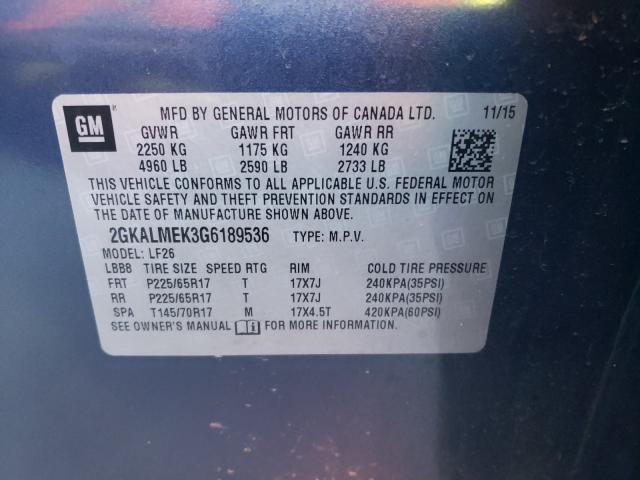 GM
MFD BY GENERAL MOTORS OF CANADA LTD. 11/15
GVWR GAWR FRT GAWR RR
2250 KG 1175 KG 1240 KG
4960 LB 2590 LB 2733 LB
THIS VEHICLE CONFORMS TO ALL APPLICABLE U.S. FEDERAL MOTOR
VEHICLE SAFETY AND THEFT PREVENTION STANDARDS IN EFFECT ON
THE DATE OF MANUFACTURE SHOWN ABOVE.
2GKALMEK3G6189536 TYPE: M.P.V.
MODEL: LF26
LBB8 TIRE SIZE SPEED RTG RIM COLD TIRE PRESSURE
FRT P225/65R17 T 17X7J 240KPA(35PSI)
RR P225/65R17 T 17X7J 240KPA(35PSI)
SPA T145/70R17 M 17X4.5T 420KPA(60PSI)
SEE OWNER'S MANUAL FOR MORE INFORMATION.